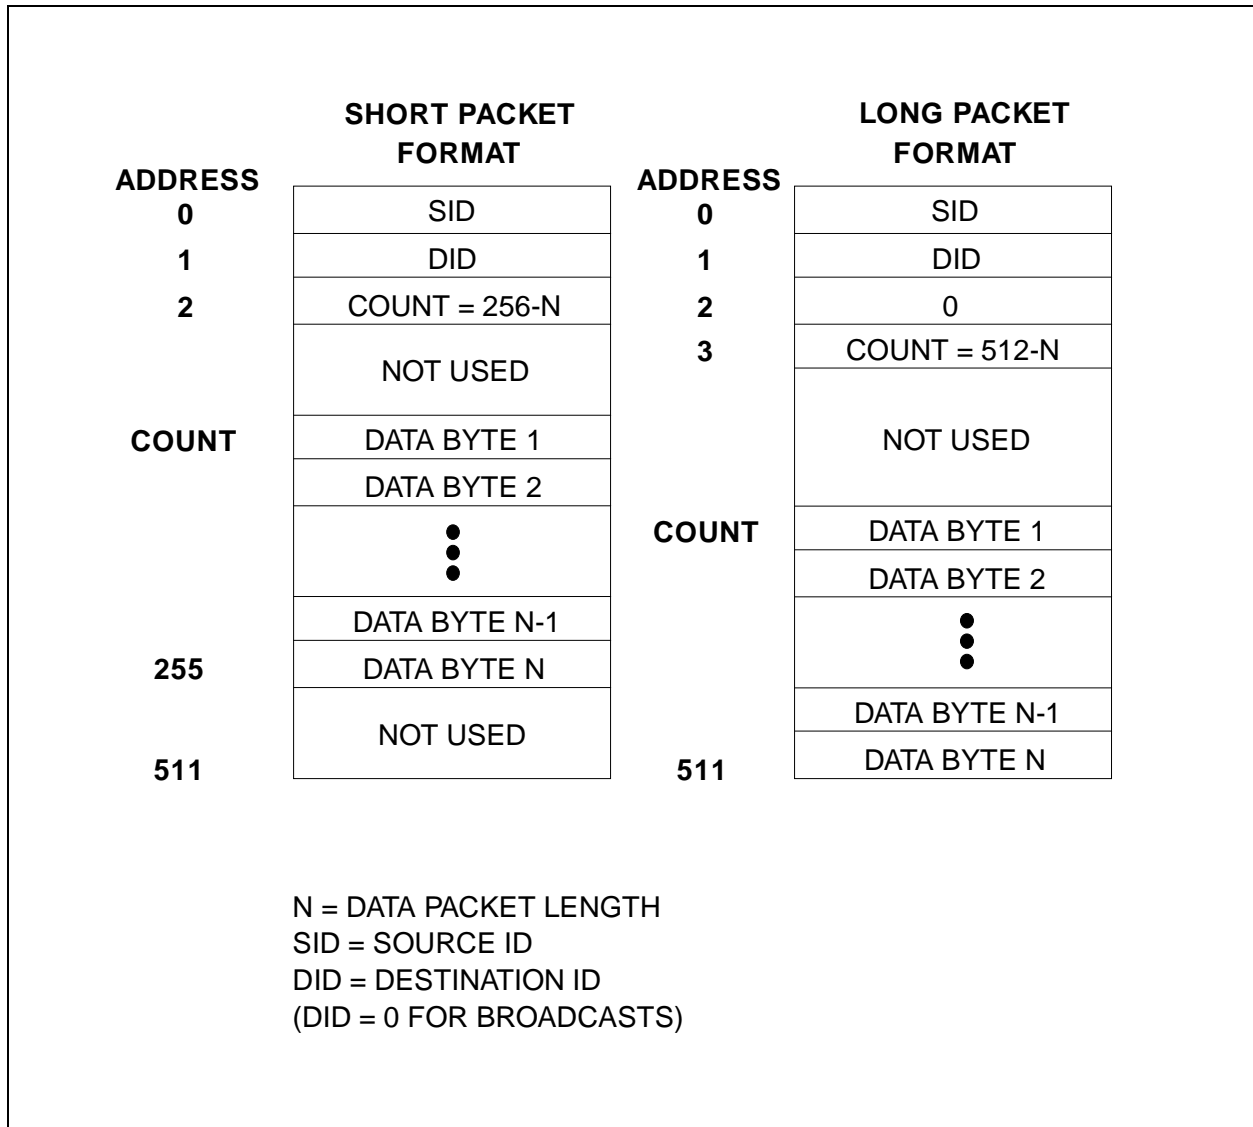 SHORT PACKET
FORMAT
ADDRESS
0 SID
1 DID
2 COUNT = 256-N
NOT USED
COUNT DATA BYTE 1
DATA BYTE 2
DATA BYTE N-1
255 DATA BYTE N
NOT USED
511
LONG PACKET
FORMAT
ADDRESS
0 SID
1 DID
2 0
3 COUNT = 512-N
NOT USED
COUNT DATA BYTE 1
DATA BYTE 2
DATA BYTE N-1
511 DATA BYTE N
N = DATA PACKET LENGTH
SID = SOURCE ID
DID = DESTINATION ID
(DID = 0 FOR BROADCASTS)